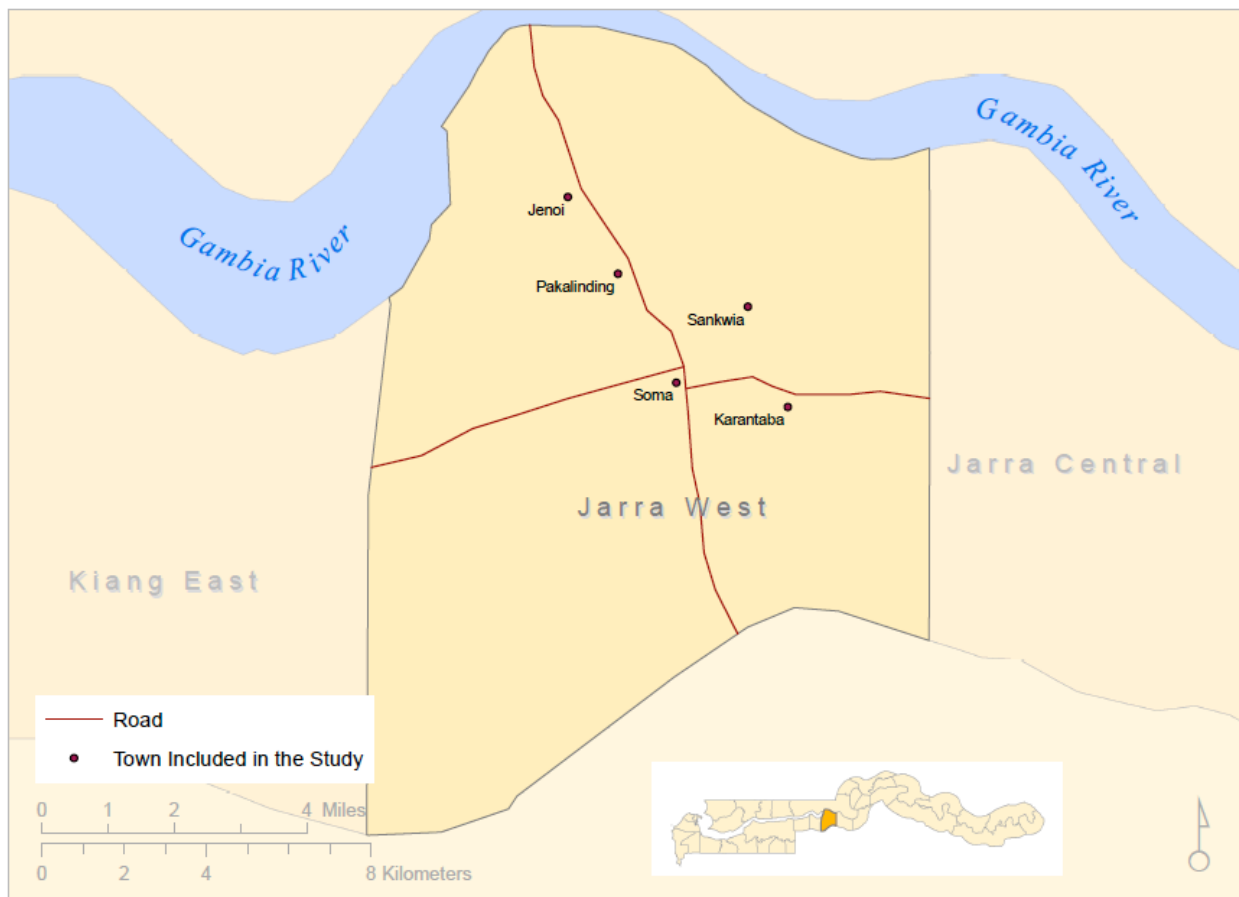 Gambia River
Gambia River
Jenoi
Pakalinding
Sankwia
Soma
Karantaba
Jarra Central
Jarra West
Kiang East
Road
Town Included in the Study
0 1 2 4 Miles
0 2 4 8 Kilometers